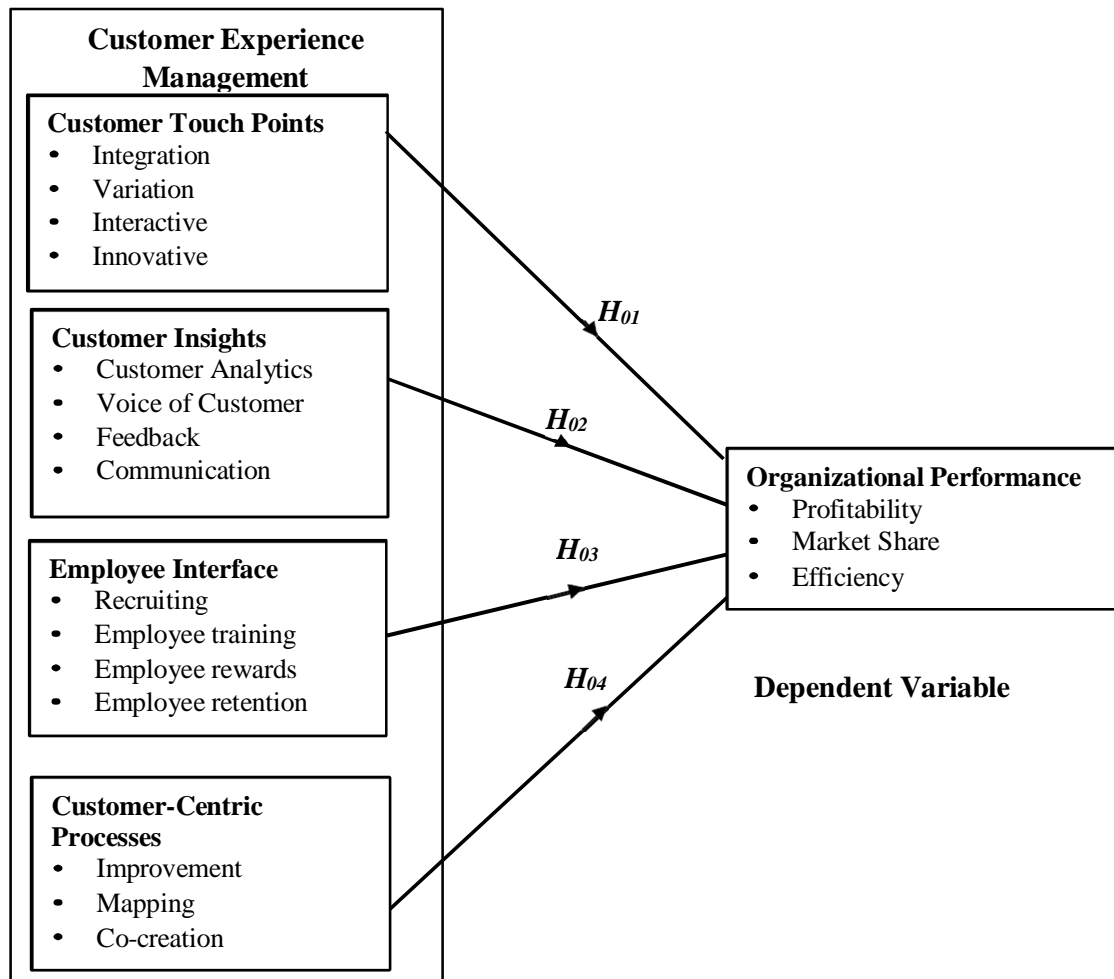 Customer Experience
Management
Customer Touch Points
• Integration
• Variation
• Interactive
• Innovative
Customer Insights
• Customer Analytics
• Voice of Customer
• Feedback
• Communication
Employee Interface
• Recruiting
• Employee training
• Employee rewards
• Employee retention
Customer-Centric
Processes
• Improvement
• Mapping
• Co-creation
H01
H02
H03
H04
Organizational Performance
• Profitability
• Market Share
• Efficiency
Dependent Variable